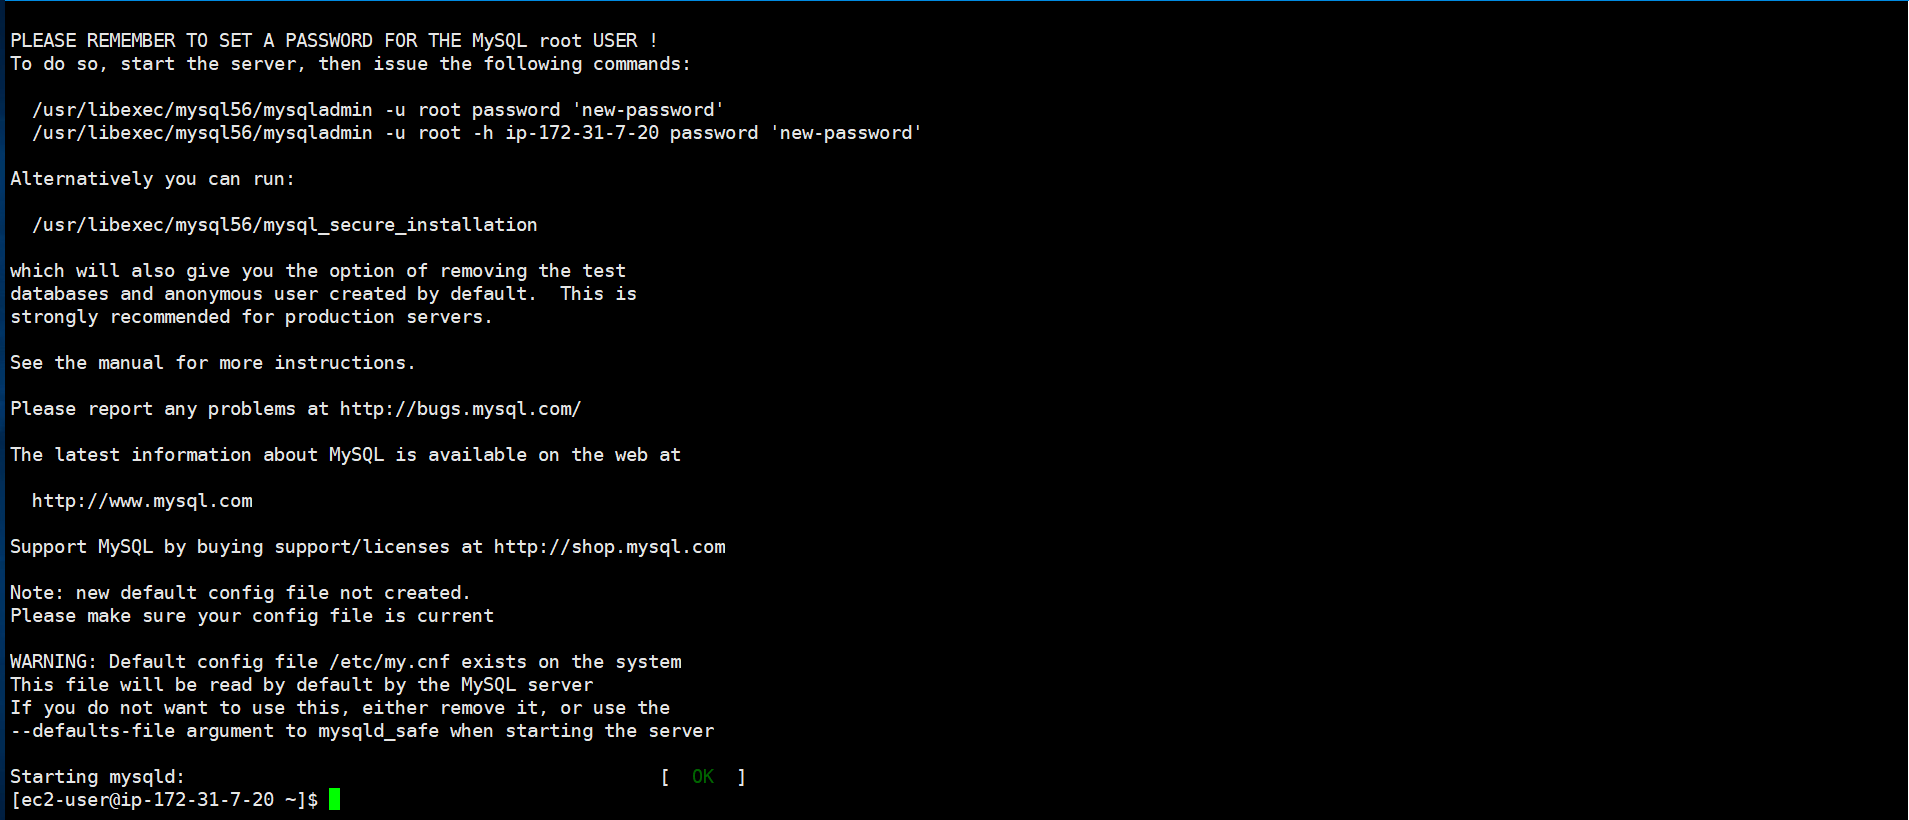 PLEASE REMEMBER TO SET A PASSWORD FOR THE MySQL root USER !
To do so, start the server, then issue the following commands:
/usr/libexec/mysql56/mysqladmin -u root password 'new-password'
/usr/libexec/mysql56/mysqladmin -u root -h ip-172-31-7-20 password 'new-password'
Alternatively you can run:
/usr/libexec/mysql56/mysql_secure_installation
which will also give you the option of removing the test
databases and anonymous user created by default.  This is
strongly recommended for production servers.
See the manual for more instructions.
Please report any problems at http://bugs.mysql.com/
The latest information about MySQL is available on the web at
http://www.mysql.com
Support MySQL by buying support/licenses at http://shop.mysql.com
Note: new default config file not created.
Please make sure your config file is current
WARNING: Default config file /etc/my.cnf exists on the system
This file will be read by default by the MySQL server
If you do not want to use this, either remove it, or use the
--defaults-file argument to mysqld_safe when starting the server
Starting mysqld:                                           [  OK  ]
[ec2-user@ip-172-31-7-20 ~]$